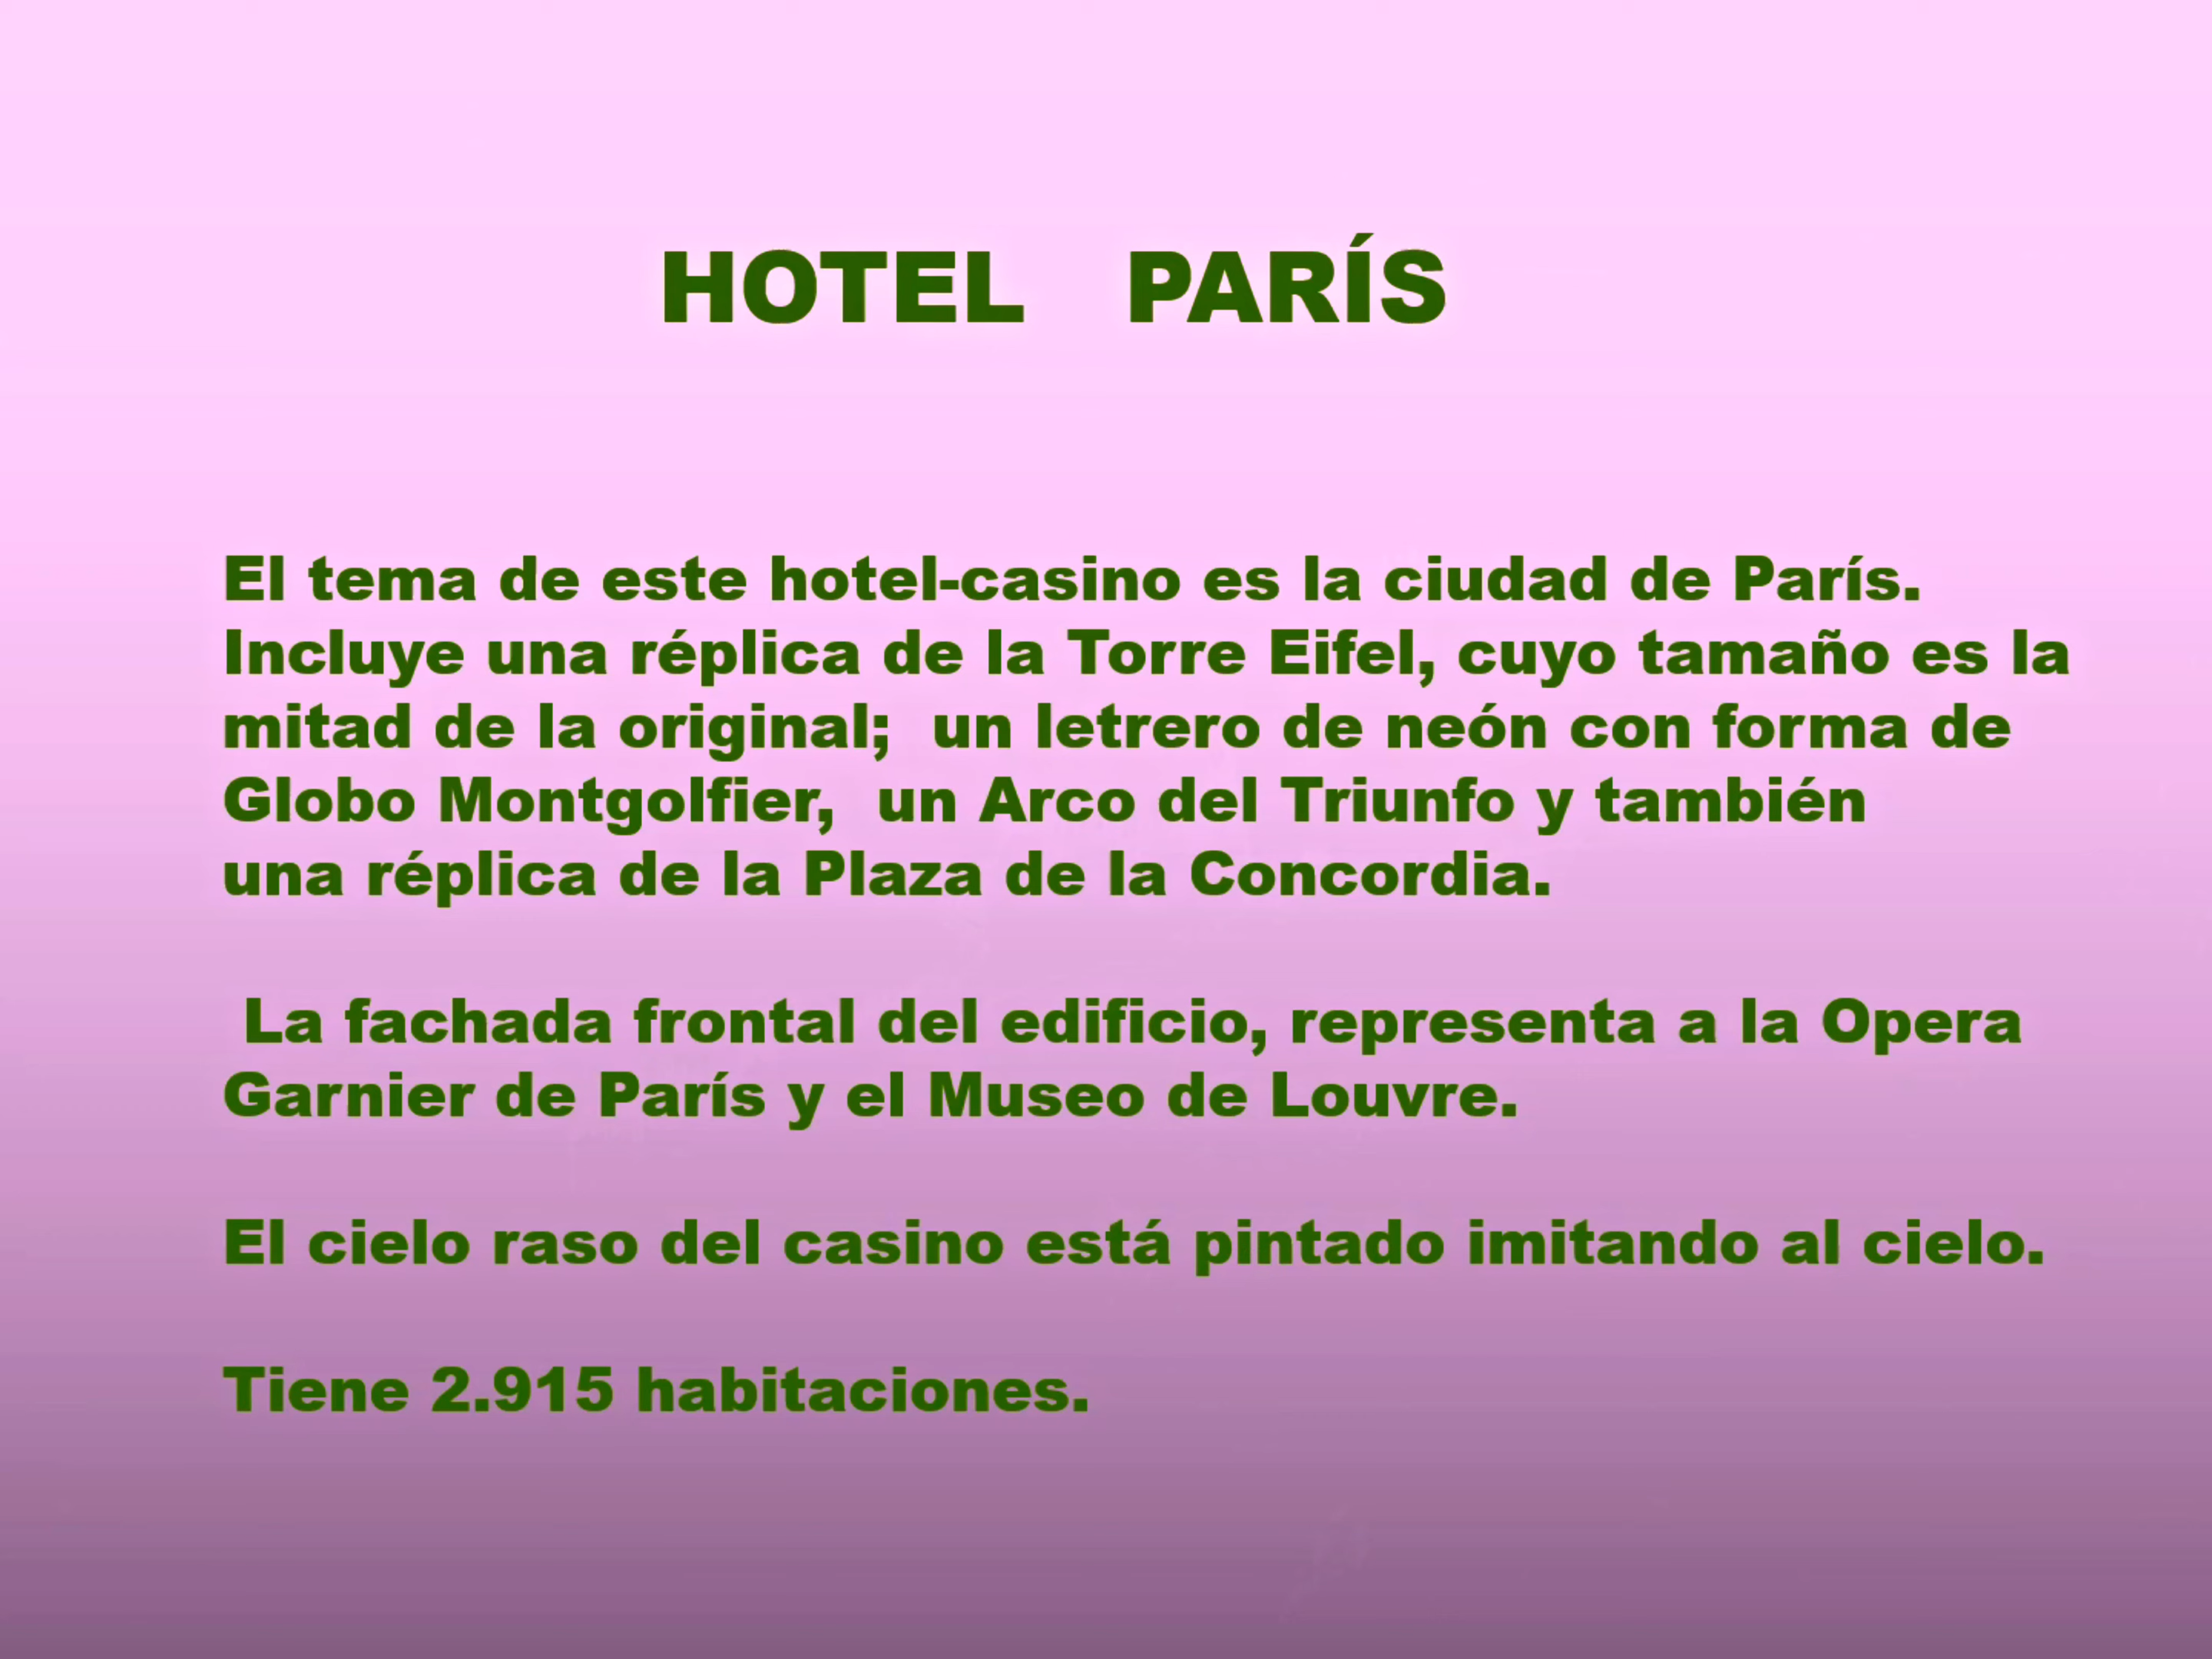 HOTEL PARÍS
El tema de este hotel-casino es la ciudad de París.
Incluye una réplica de la Torre Eifel, cuyo tamaño es la
mitad de la original; un letrero de neón con forma de
Globo Montgolfier, un Arco del Triunfo y también
una réplica de la Plaza de la Concordia.
La fachada frontal del edificio, representa a la Opera
Garnier de París y el Museo de Louvre.
El cielo raso del casino está pintado imitando al cielo.
Tiene 2.915 habitaciones.